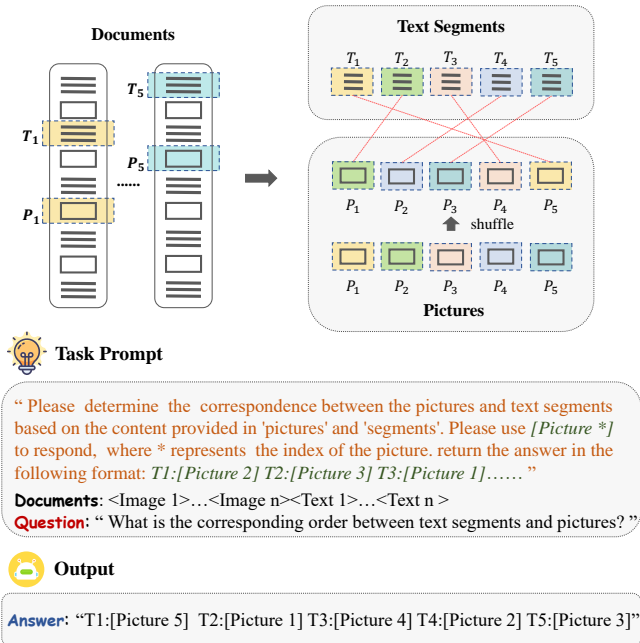 Documents
T5
T1
P5
......
P1
Text Segments
T1 T2 T3 T4 T5
P1 P2 P3 P4 P5
shuffle
P1 P2 P3 P4 P5
Pictures
Task Prompt
“ Please determine the correspondence between the pictures and text segments
based on the content provided in 'pictures' and 'segments'. Please use [Picture *]
to respond, where * represents the index of the picture. return the answer in the
following format: T1:[Picture 2] T2:[Picture 3] T3:[Picture 1]…… ”
Documents: <Image 1>…<Image n><Text 1>…<Text n >
Question: “ What is the corresponding order between text segments and pictures? ”
Output
Answer: “T1:[Picture 5] T2:[Picture 1] T3:[Picture 4] T4:[Picture 2] T5:[Picture 3]”